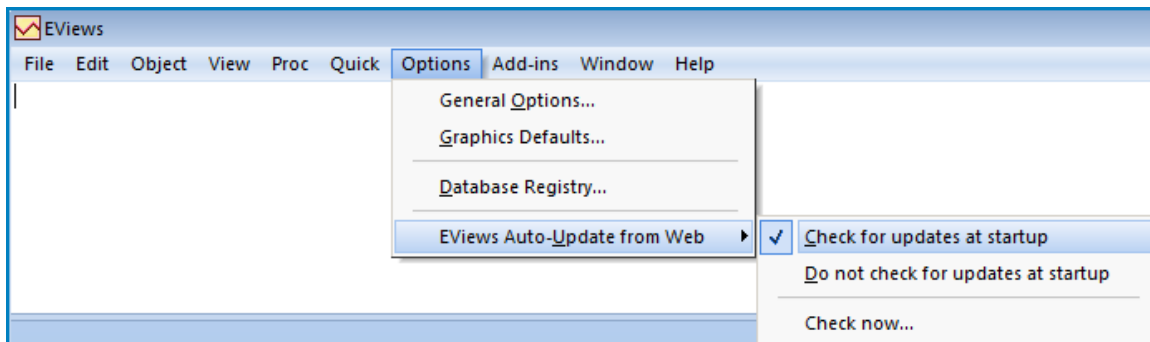 EViews
File Edit Object View Proc Quick Options Add-ins Window Help
General Options...
Graphics Defaults...
Database Registry...
EViews Auto-Update from Web
Check for updates at startup
Do not check for updates at startup
Check now...